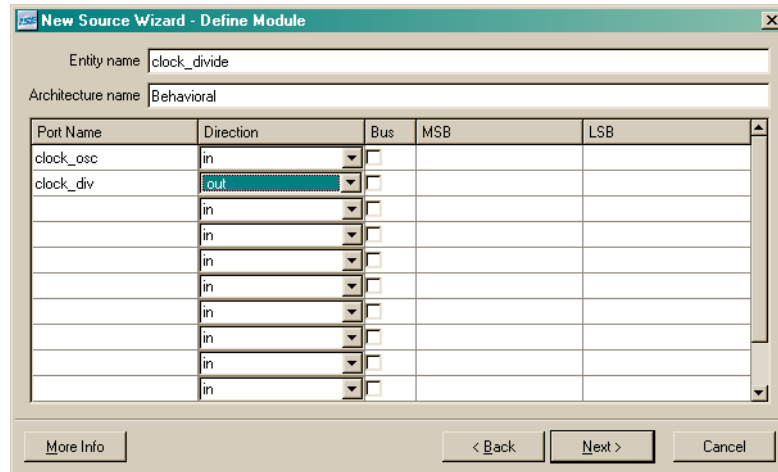 ISE New Source Wizard - Define Module
Entity name clock_divide
Architecture name Behavioral
Port Name Direction Bus MSB LSB
clock_osc in
clock_div out
in
in
in
in
in
in
in
in
More Info < Back Next > Cancel